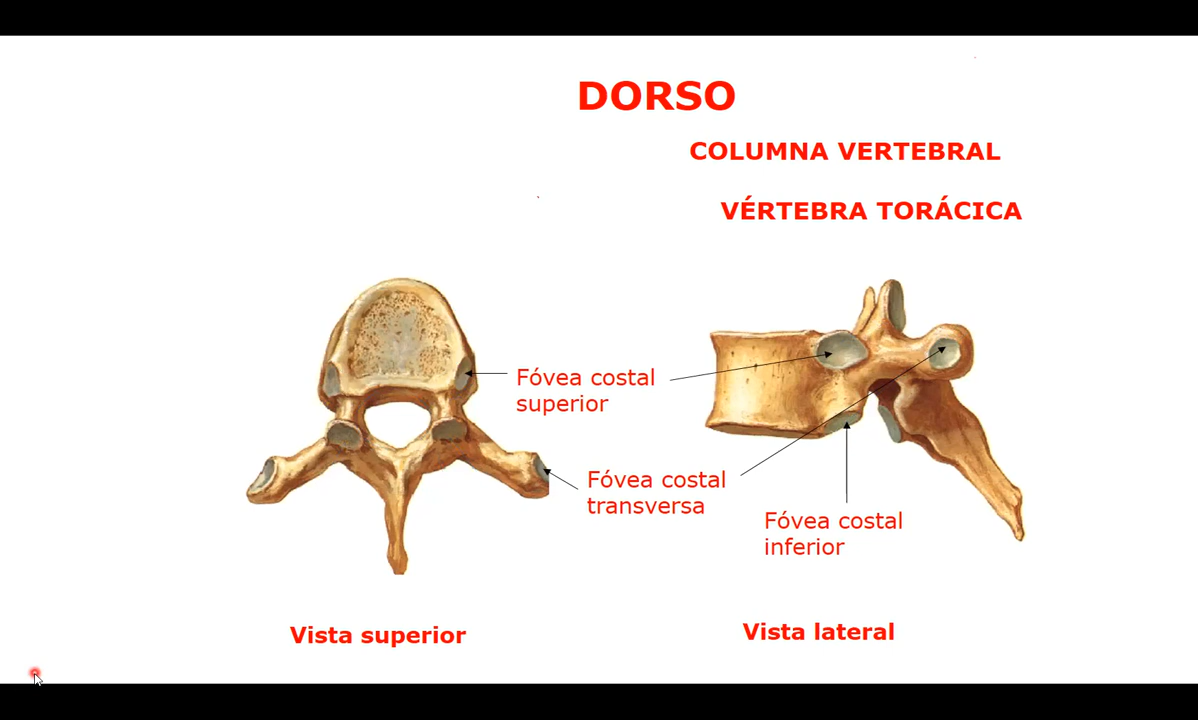 DORSO
COLUMNA VERTEBRAL
VÉRTEBRA TORÁCICA
Fóvea costal
superior
Fóvea costal
transversa
Fóvea costal
inferior
Vista superior
Vista lateral